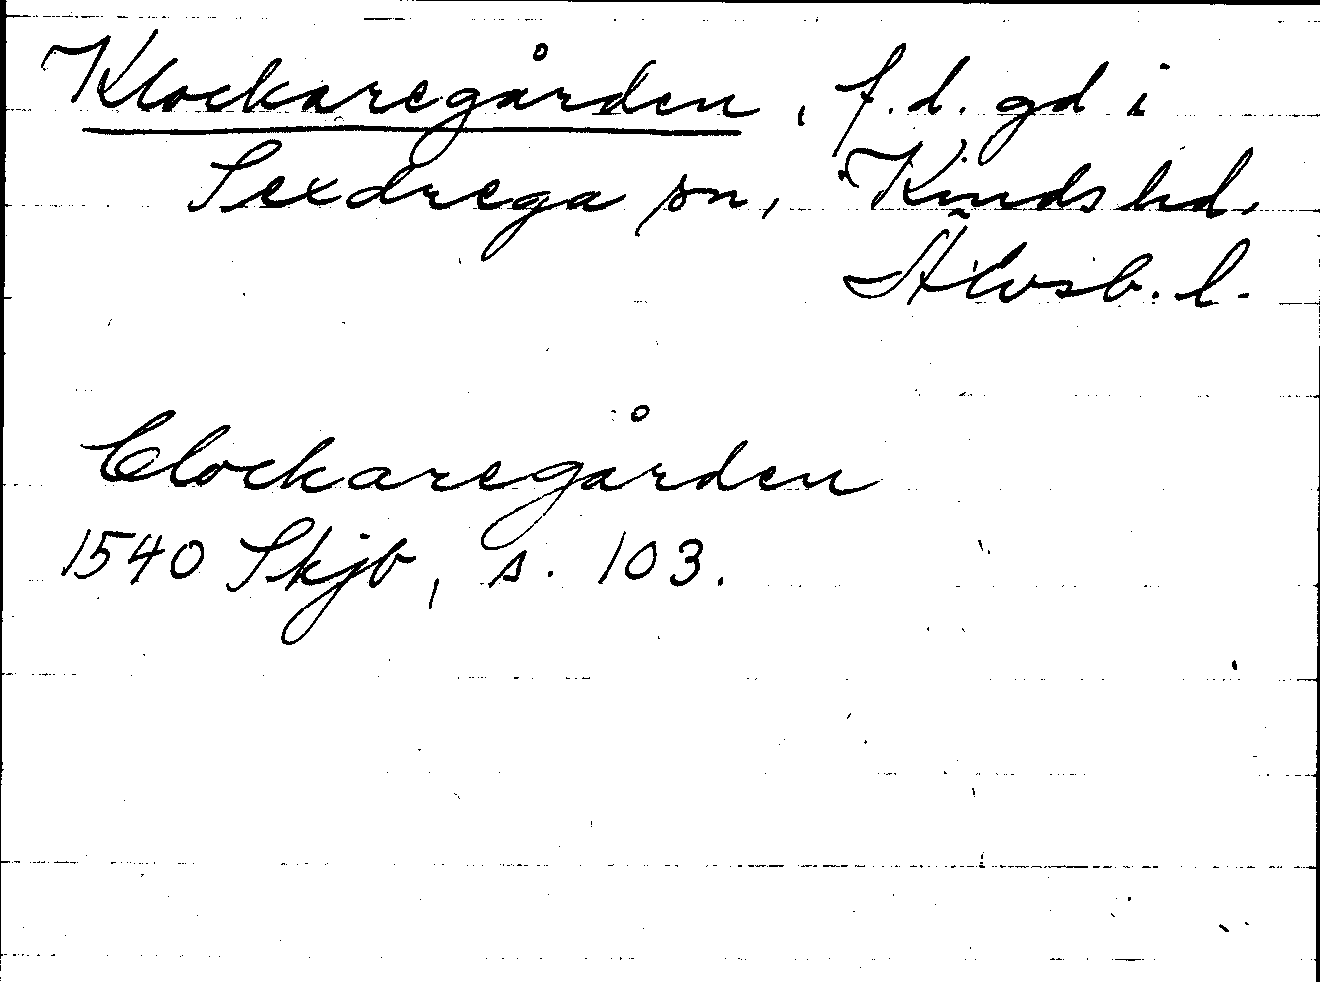 Klockaregården, f.d. gd i
Sexdrega sn, Kinds hd,
Älvsb. l.
Clockaregården
1540 Skjb, s. 103.